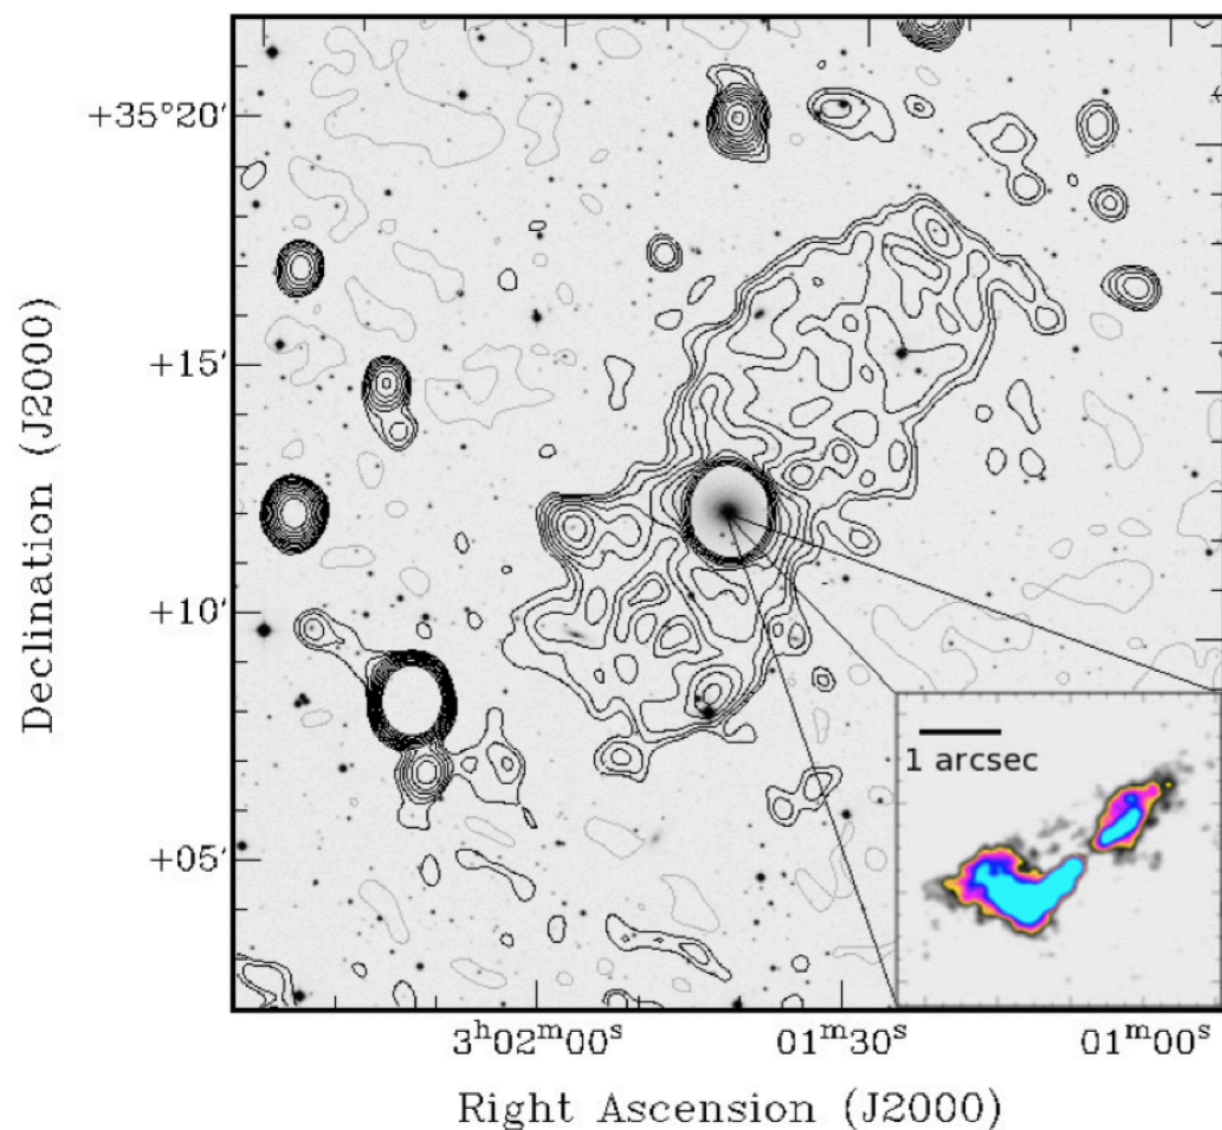 +35°20′
+15′
+10′
+05′
Declination (J2000)
1 arcsec
3h02m00s
01m30s
01m00s
Right Ascension (J2000)